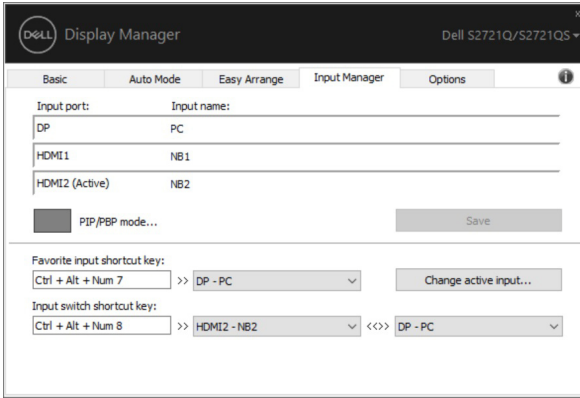 DELL Display Manager Dell S2721Q/S2721QS
Basic Auto Mode Easy Arrange Input Manager Options
Input port: Input name:
DP PC
HDMI1 NB1
HDMI2 (Active) NB2
PIP/PBP mode... Save
Favorite input shortcut key:
Ctrl + Alt + Num 7 >> DP - PC Change active input...
Input switch shortcut key:
Ctrl + Alt + Num 8 >> HDMI2 - NB2 <<>> DP - PC